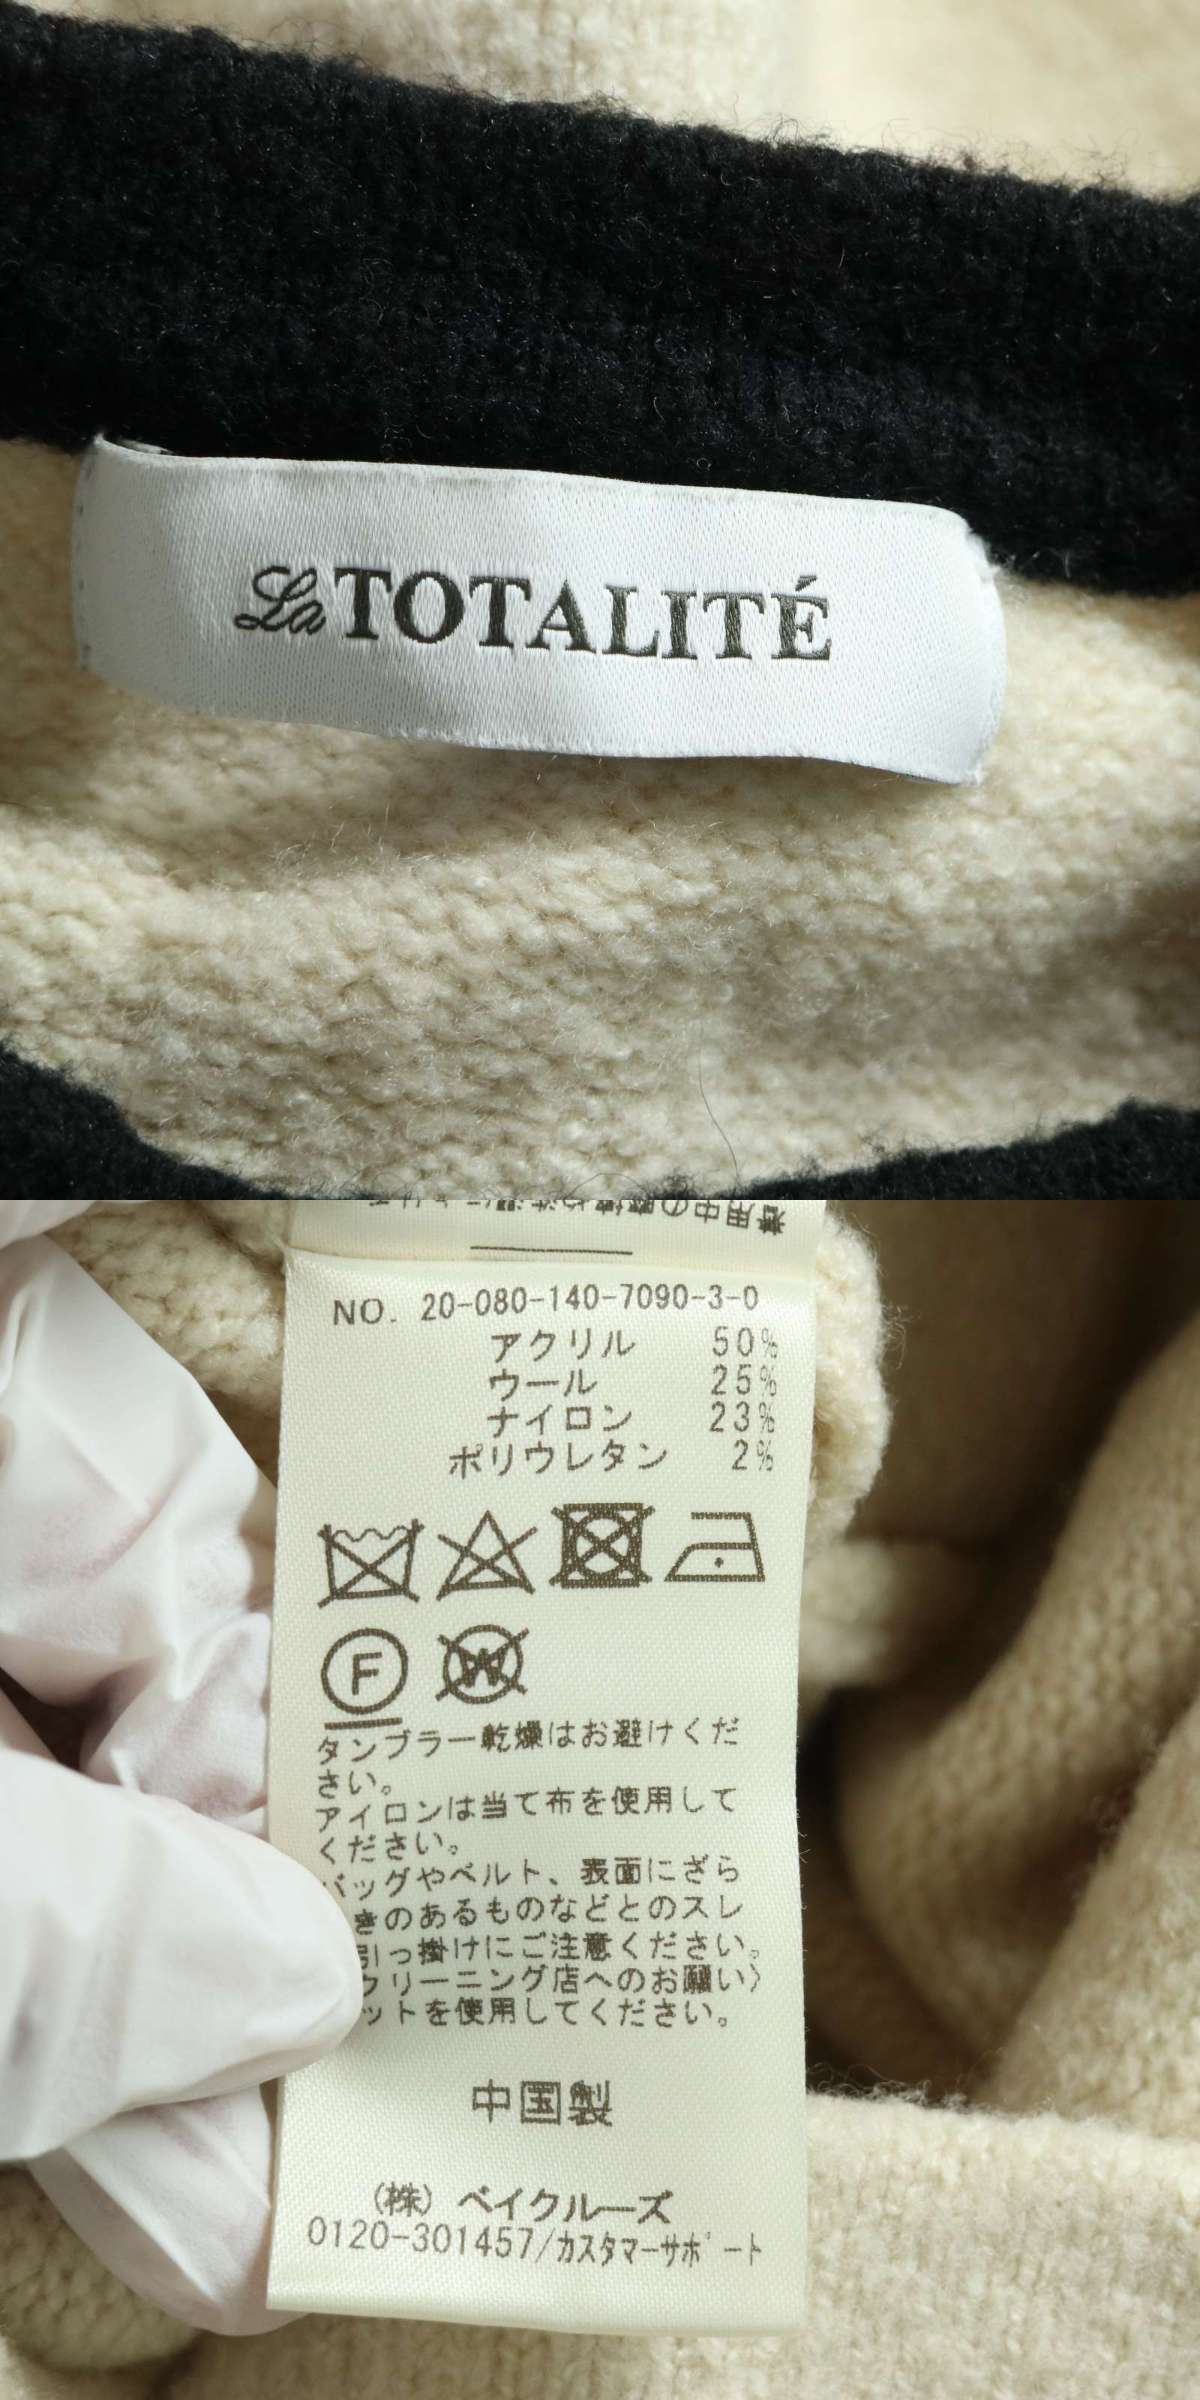 La TOTALITÉ
NO. 20-080-140-7090-3-0
アクリル 50%
ウール 25%
ナイロン 23%
ポリウレタン 2%
F
W
タンブラー乾燥はお避けくだ
さい。
アイロンは当て布を使用して
ください。
バッグやベルト、表面にざら
きのあるものなどとのスレ
引っ掛けにご注意ください。
クリーニング店へのお願い〉
ットを使用してください。
中国製
(株) ベイクルーズ
0120-301457/カスタマーサポート